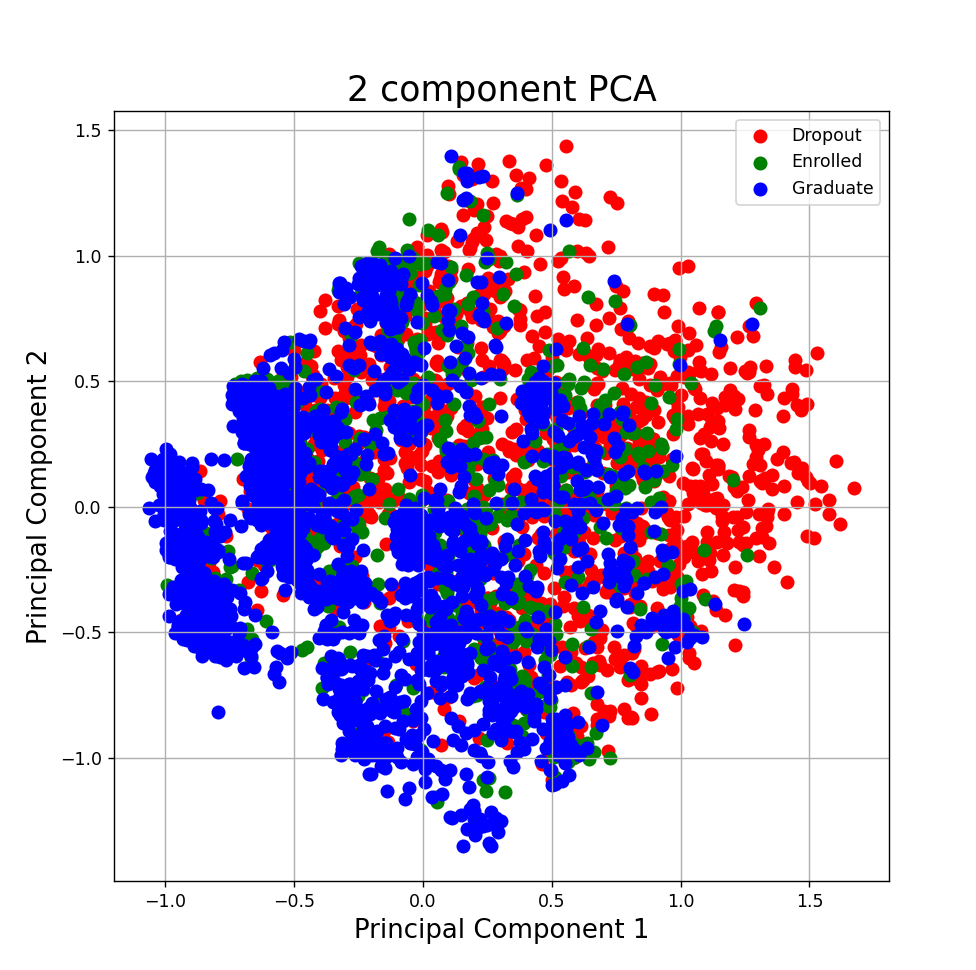 2 component PCA
Dropout
Enrolled
Graduate
Principal Component 2
1.5
1.0
0.5
0.0
−0.5
−1.0
−1.0
−0.5
0.0
0.5
1.0
1.5
Principal Component 1